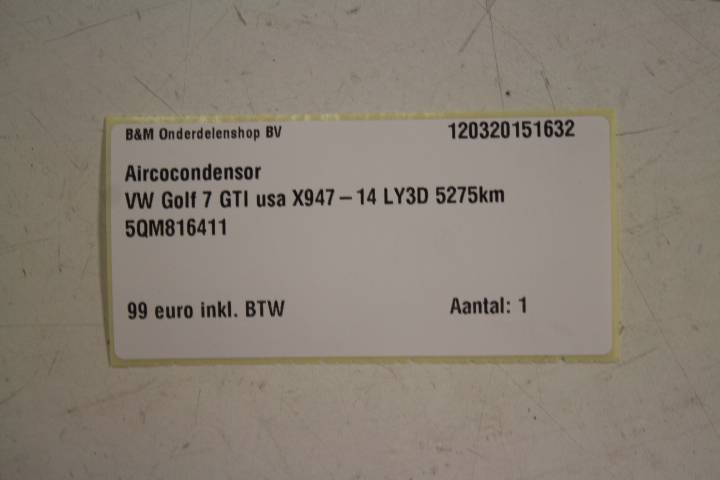 B&M Onderdelenshop BV 120320151632
Aircocondensor
VW Golf 7 GTI usa X947 – 14 LY3D 5275km
5QM816411
99 euro inkl. BTW Aantal: 1